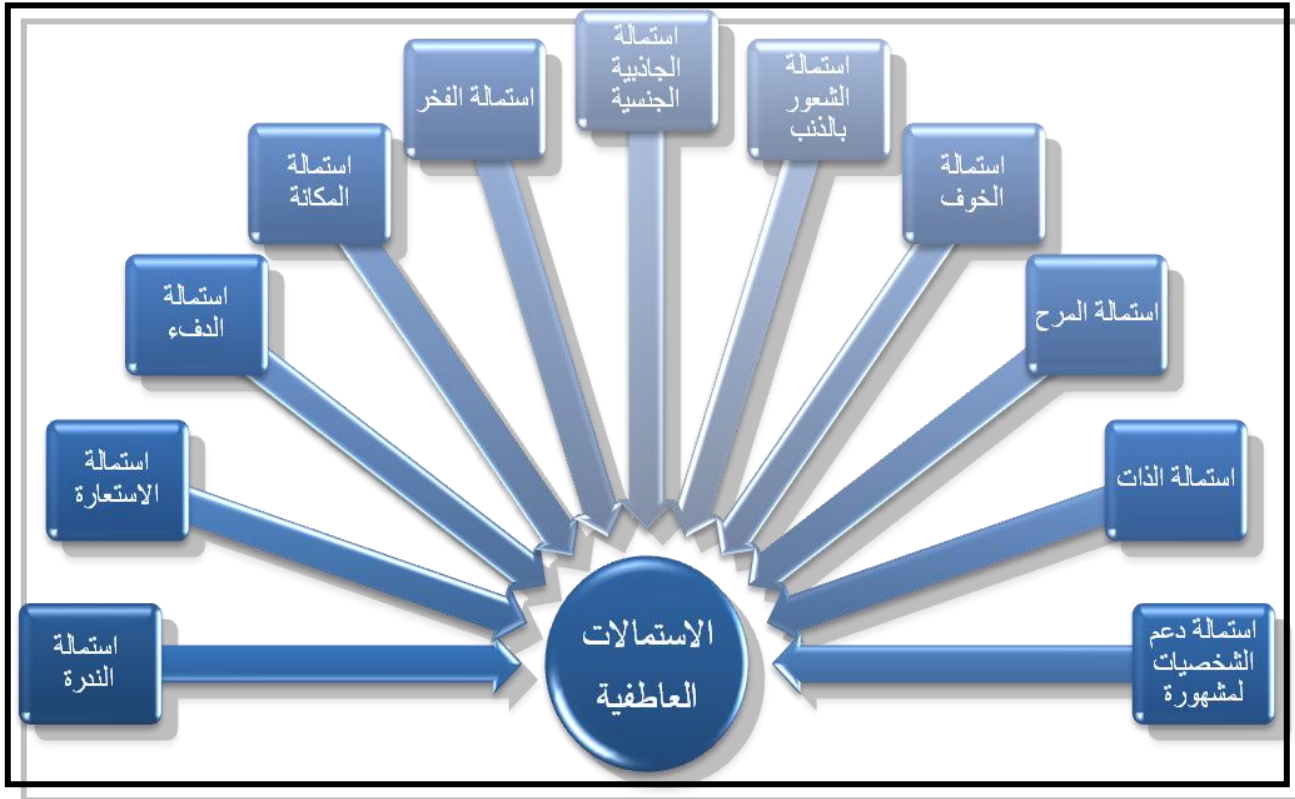 استمالة
الجاذبية
الجنسية
استمالة
الشعور
بالذنب
استمالة الفخر
استمالة
الخوف
استمالة
المكانة
استمالة المرح
استمالة
الدفء
استمالة الذات
استمالة
الاستعارة
استمالة دعم
الشخصيات
لمشهورة
استمالة
الندرة
الاستمالات
العاطفية